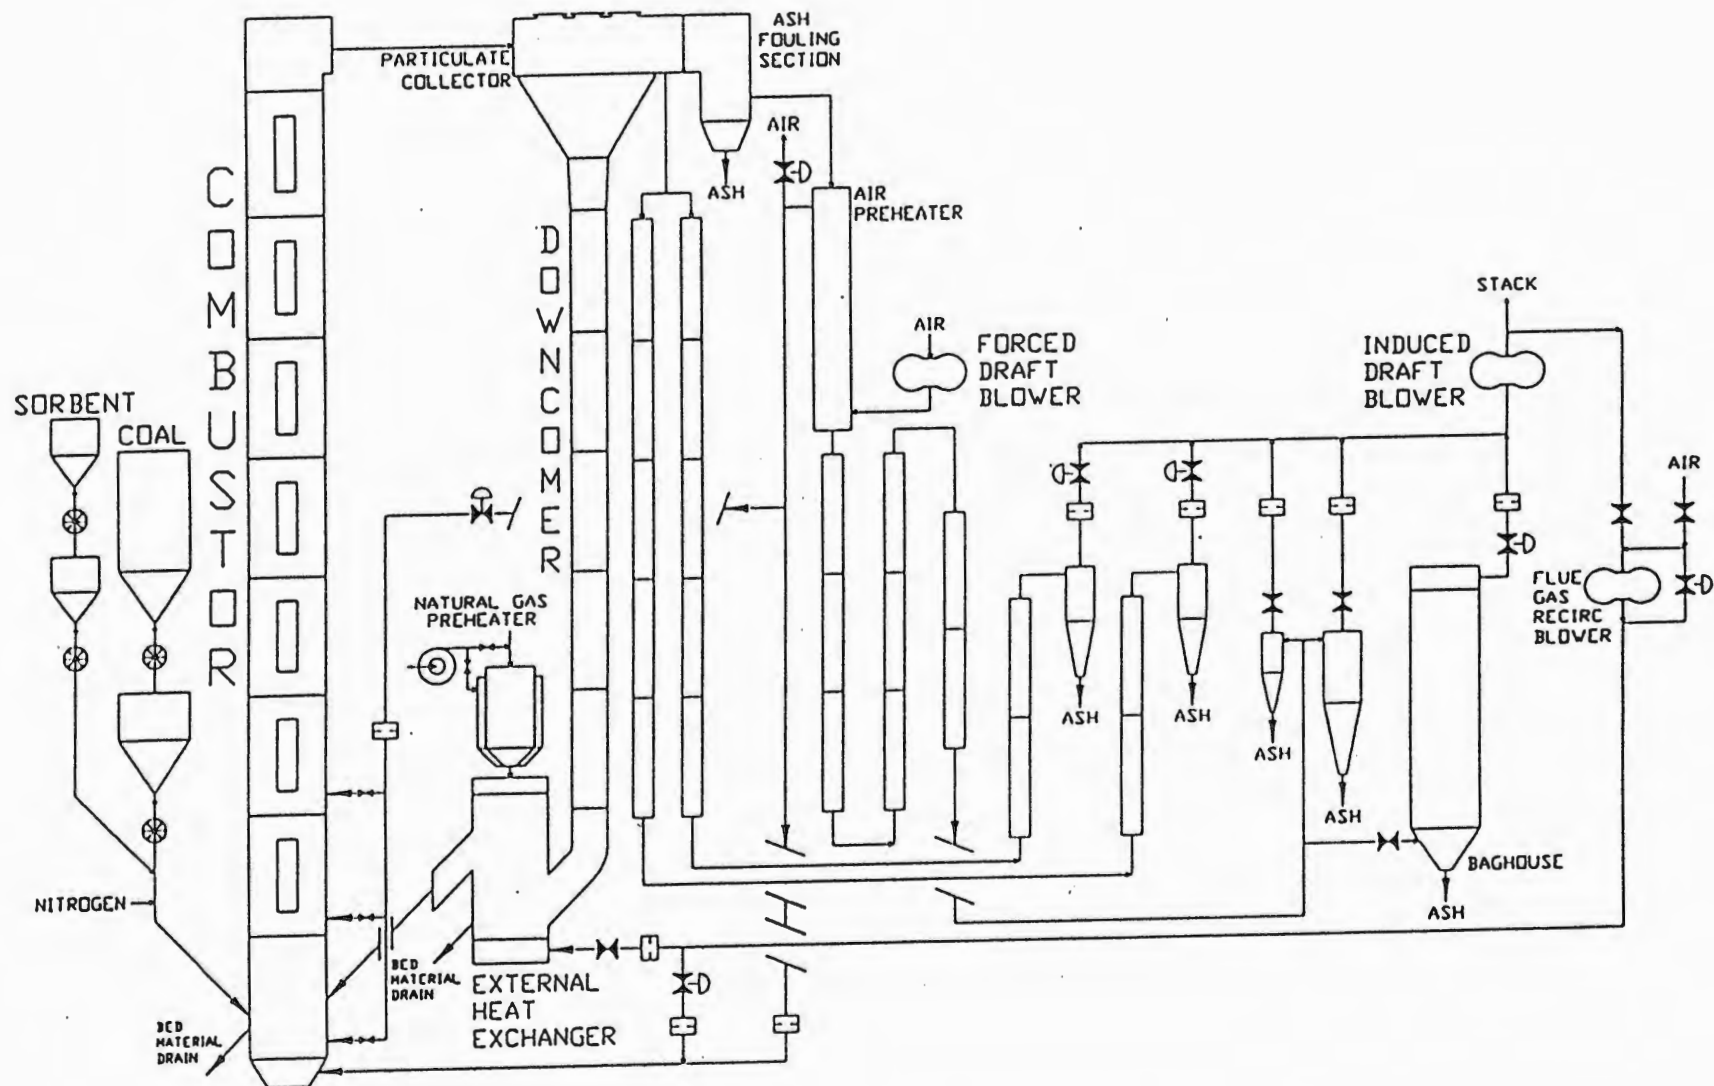 ASH
FOULING
SECTION
PARTICULATE
COLLECTOR
AIR
ASH
AIR
PREHEATER
COMBUSTOR
DOWNCOMER
STACK
AIR
FORCED
DRAFT
BLOWER
INDUCED
DRAFT
BLOWER
SORBENT
COAL
AIR
NATURAL GAS
PREHEATER
FLUE
GAS
RECIRC
BLOWER
ASH
ASH
ASH
ASH
BAGHOUSE
ASH
NITROGEN
BED
MATERIAL
DRAIN
EXTERNAL
HEAT
EXCHANGER
BED
MATERIAL
DRAIN